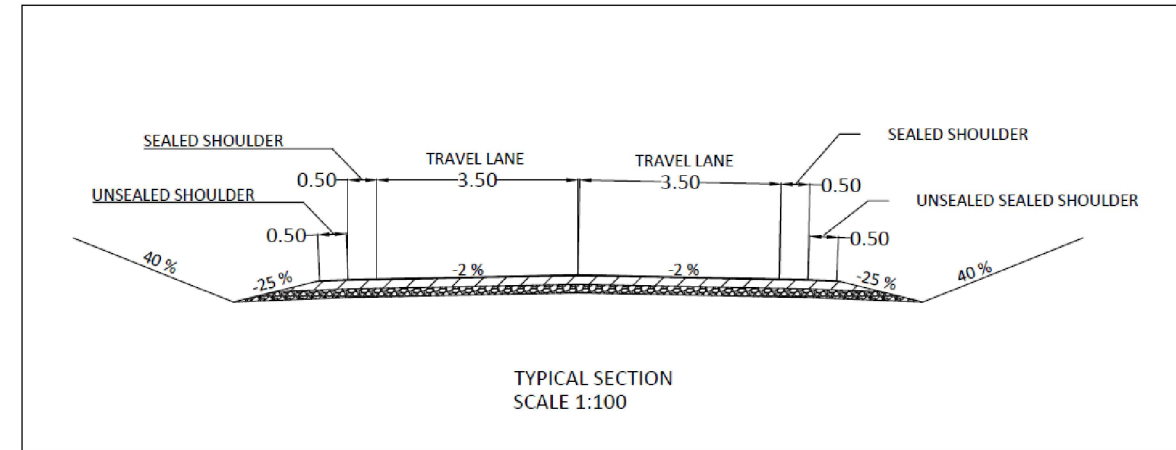 SEALED SHOULDER
SEALED SHOULDER
TRAVEL LANE
TRAVEL LANE
0.50
3.50
3.50
0.50
UNSEALED SHOULDER
UNSEALED SEALED SHOULDER
0.50
0.50
40 %
-25 %
-2 %
-2 %
-25 %
40 %
TYPICAL SECTION
SCALE 1:100